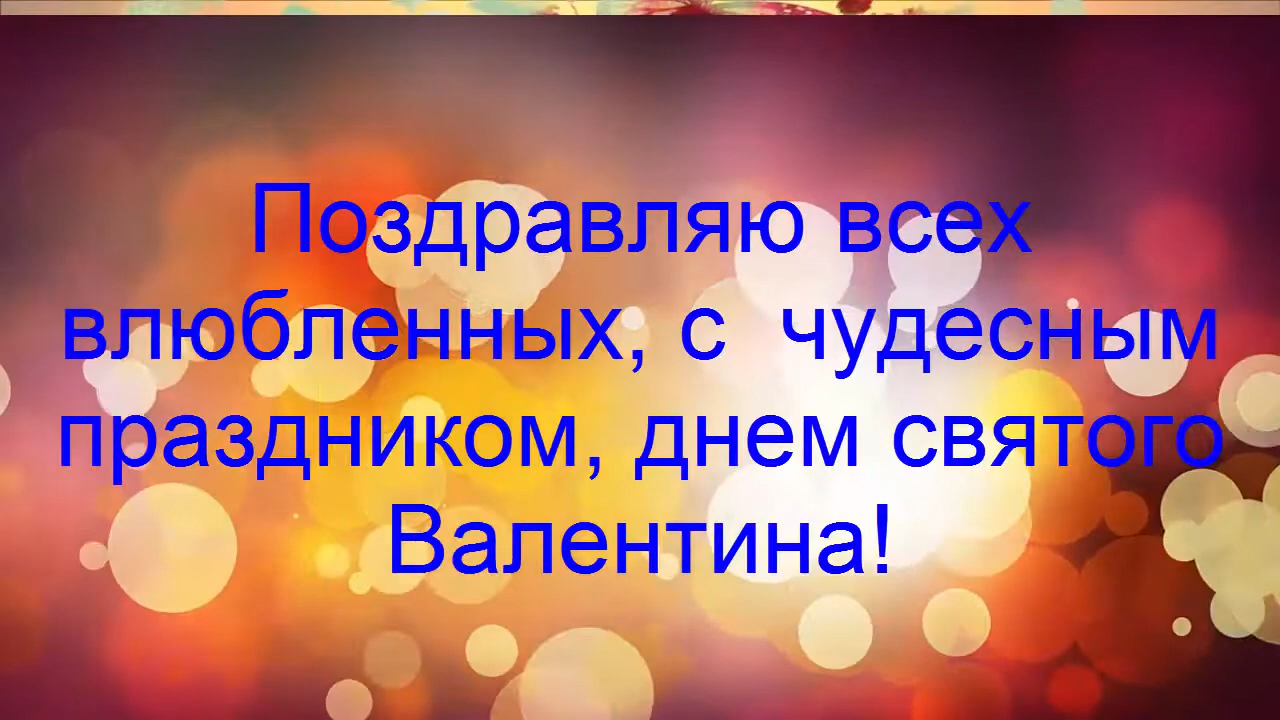 Поздравляю всех
влюбленных, с  чудесным
праздником, днем святого
Валентина!